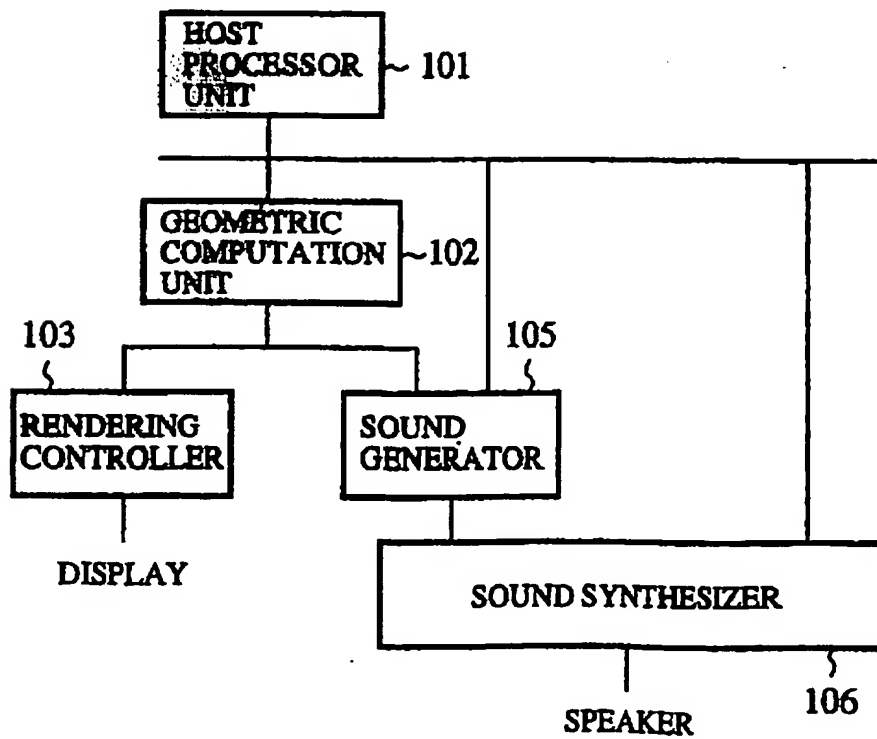 HOST
PROCESSOR
UNIT
101
GEOMETRIC
COMPUTATION
UNIT
102
103
105
RENDERING
CONTROLLER
SOUND
GENERATOR
DISPLAY
SOUND SYNTHESIZER
106
SPEAKER